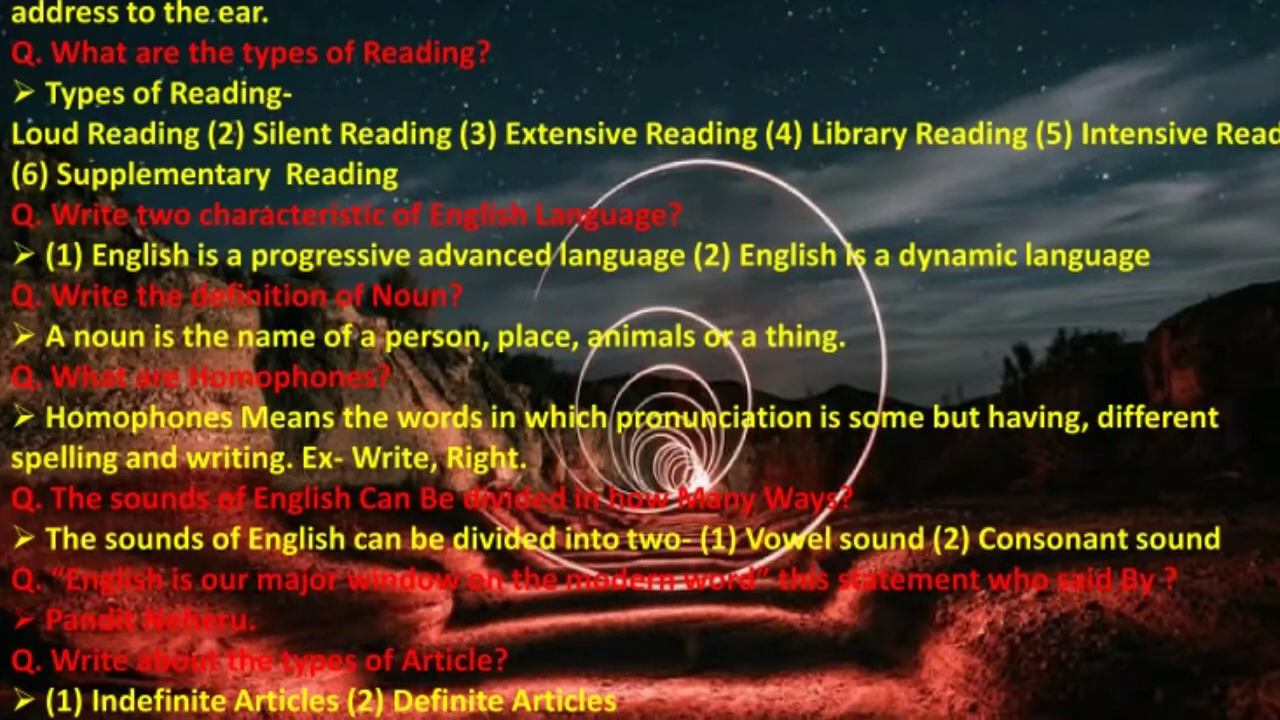 address to the ear.
Q. What are the types of Reading?
➢ Types of Reading-
Loud Reading (2) Silent Reading (3) Extensive Reading (4) Library Reading (5) Intensive Read
(6) Supplementary Reading
Q. Write two characteristic of English Language?
➢ (1) English is a progressive advanced language (2) English is a dynamic language
Q. Write the definition of Noun?
➢ A noun is the name of a person, place, animals or a thing.
Q. What are Homophones?
➢ Homophones Means the words in which pronunciation is some but having, different
spelling and writing. Ex- Write, Right.
Q. The sounds of English Can Be divided in how Many Ways?
➢ The sounds of English can be divided into two- (1) Vowel sound (2) Consonant sound
Q. “English is our major window on the modern word” this statement who said By ?
➢ Pandit Neheru.
Q. Write about the types of Article?
➢ (1) Indefinite Articles (2) Definite Articles